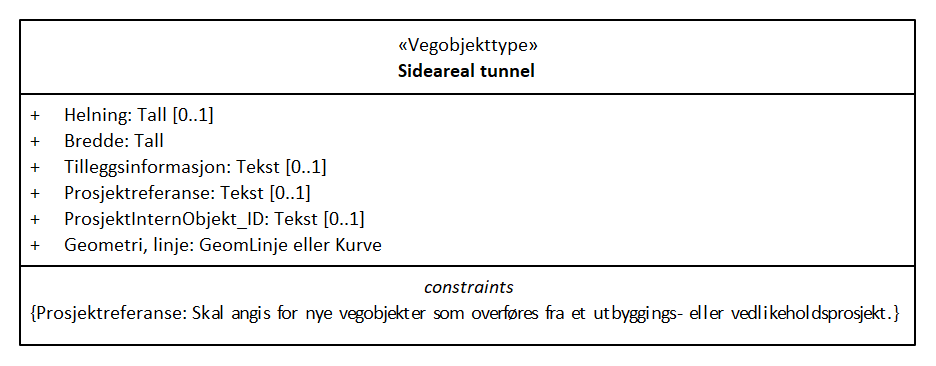 «Vegobjekttype»
Sideareal tunnel
+ Helning: Tall [0..1]
+ Bredde: Tall
+ Tilleggsinformasjon: Tekst [0..1]
+ Prosjektreferanse: Tekst [0..1]
+ ProsjektInternObjekt_ID: Tekst [0..1]
+ Geometri, linje: GeomLinje eller Kurve
constraints
{Prosjektreferanse: Skal angis for nye vegobjekter som overføres fra et utbyggings- eller vedlikeholdsprosjekt.}